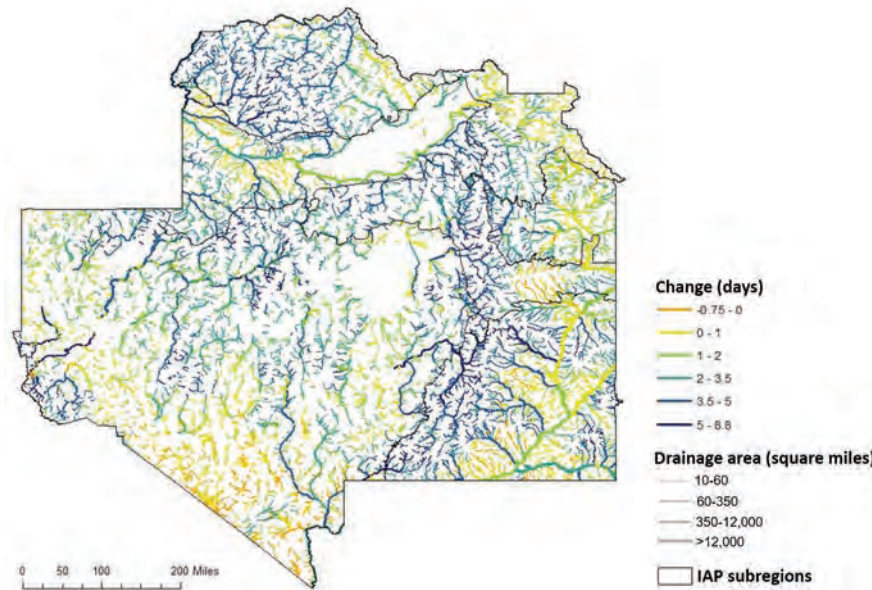 Change (days)
-0.75 - 0
0 - 1
1 - 2
2 - 3.5
3.5 - 5
5 - 8.8
Drainage area (square miles)
10-60
60-350
350-12,000
>12,000
IAP subregions
0 50 100 200 Miles